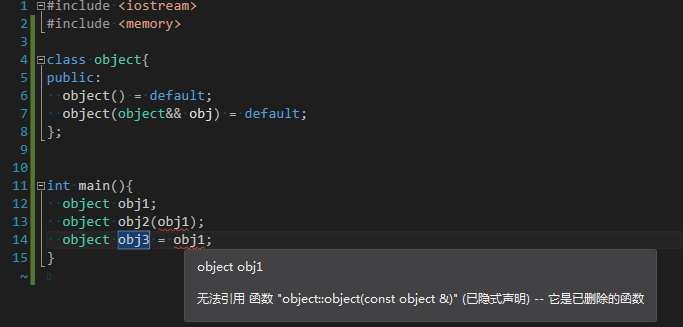 1 #include <iostream>
2 #include <memory>
3
4 class object{
5 public:
6 object() = default;
7 object(object&& obj) = default;
8 };
9
10
11 int main(){
12 object obj1;
13 object obj2(obj1);
14 object obj3 = obj1;
15 }
~
object obj1
无法引用 函数 "object::object(const object &)" (已隐式声明) -- 它是已删除的函数